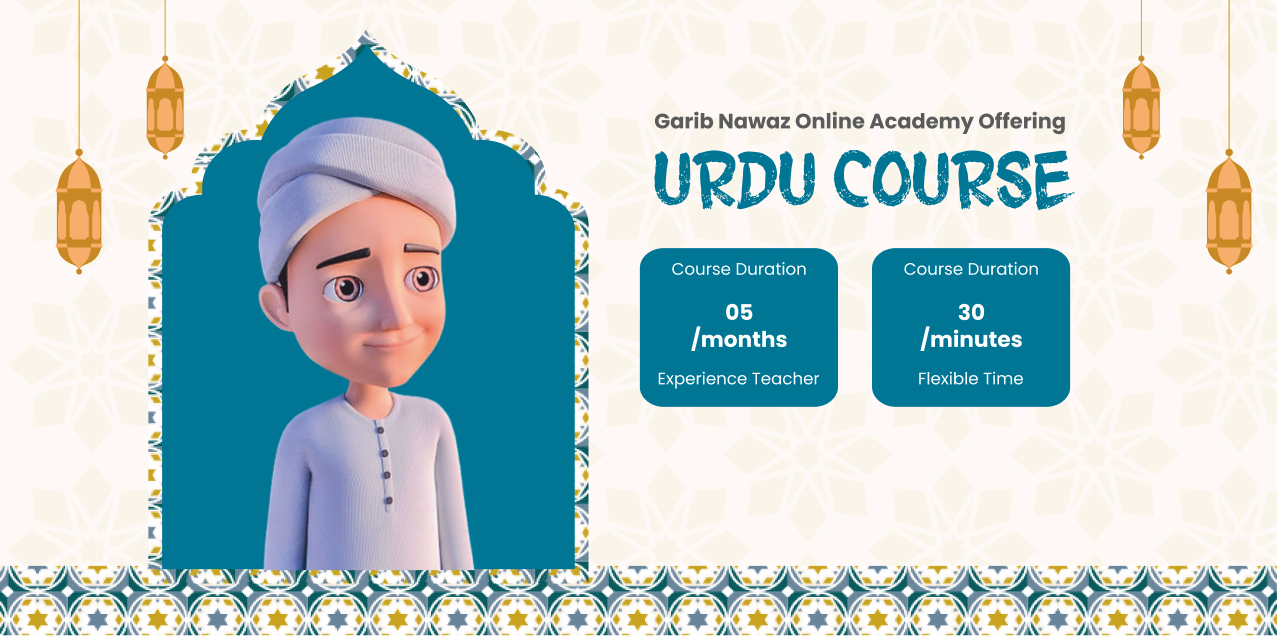 Garib Nawaz Online Academy Offering
URDU COURSE
Course Duration
05
/months
Experience Teacher
Course Duration
30
/minutes
Flexible Time